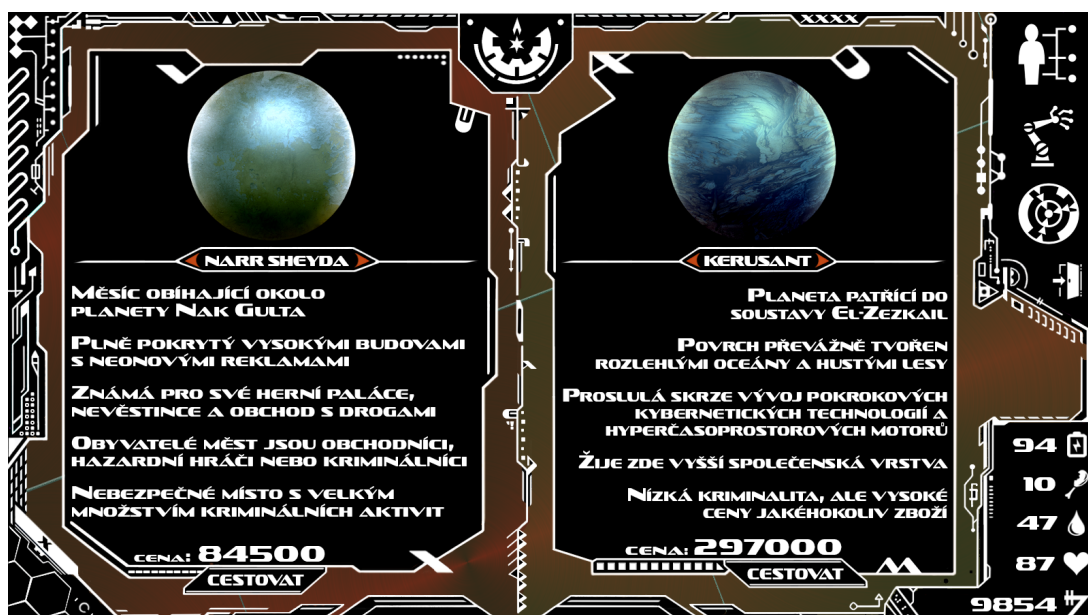 NARR SHEYDA
MĚSÍC OBÍHAJÍCÍ OKOLO
PLANETY NAK GULTA
PLNĚ POKRYTÝ VYSOKÝMI BUDOVAMI
S NEONOVÝMI REKLAMAMI
ZNÁMÁ PRO SVÉ HERNÍ PALÁCE,
NEVĚSTINCE A OBCHOD S DROGAMI
OBYVATELÉ MĚST JSOU OBCHODNÍCI,
HAZARDNÍ HRÁČI NEBO KRIMINÁLNÍCI
NEBEZPEČNÉ MÍSTO S VELKÝM
MNOŽSTVÍM KRIMINÁLNÍCH AKTIVIT
CENA: 84500
CESTOVAT
KERUSANT
PLANETA PATŘÍCÍ DO
SOUSTAVY EL-ZEZKAIL
POVRCH PŘEVÁŽNĚ TVOŘEN
ROZLEHLÝMI OCEÁNY A HUSTÝMI LESY
PROSLULÁ SKRZE VÝVOJ POKROKOVÝCH
KYBERNETICKÝCH TECHNOLOGIÍ A
HYPERČASOPROSTOROVÝCH MOTORŮ
ŽIJE ZDE VYŠŠÍ SPOLEČENSKÁ VRSTVA
NÍZKÁ KRIMINALITA, ALE VYSOKÉ
CENY JAKÉHOKOLIV ZBOŽÍ
CENA: 297000
CESTOVAT
94
10
47
87
9854